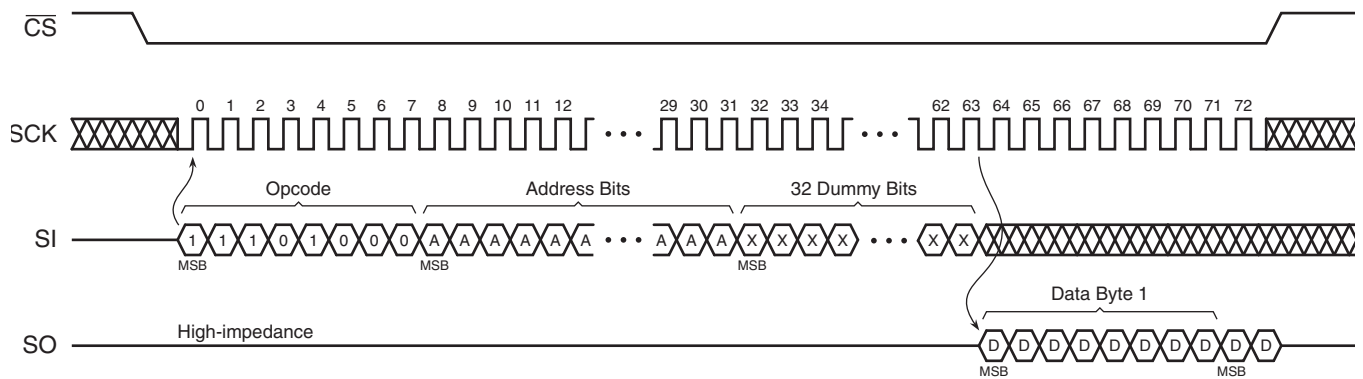 CS
0 1 2 3 4 5 6 7 8 9 10 11 12 29 30 31 32 33 34 62 63 64 65 66 67 68 69 70 71 72
SCK
Opcode Address Bits 32 Dummy Bits
SI 1 1 1 0 1 0 0 0 A A A A A A A A A X X X X X X
MSB MSB MSB
Data Byte 1
High-impedance
SO D D D D D D D D D D
MSB MSB